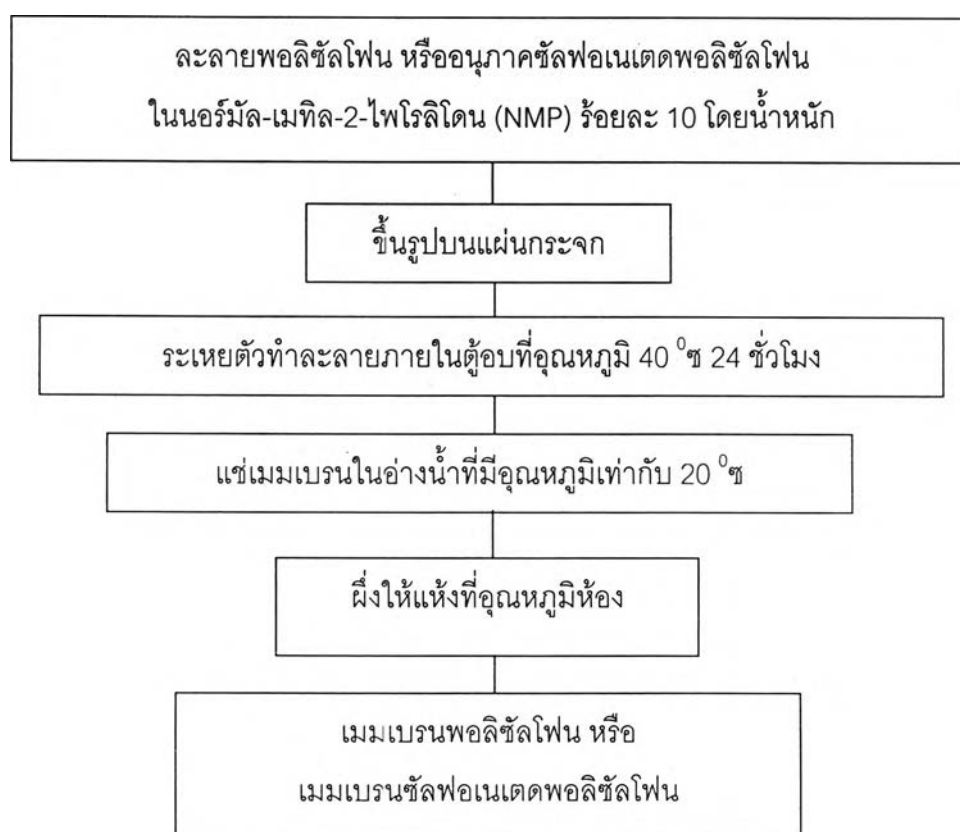 ละลายพอลิซัลโฟน หรืออนุภาคซัลฟอเนเตดพอลิซัลโฟน
ในนอร์มัล-เมทิล-2-ไพโรลิโดน (NMP) ร้อยละ 10 โดยน้ำหนัก
ขึ้นรูปบนแผ่นกระจก
ระเหยตัวทำละลายภายในตู้อบที่อุณหภูมิ 40 ⁰ซ 24 ชั่วโมง
แช่เมมเบรนในอ่างน้ำที่มีอุณหภูมิเท่ากับ 20 ⁰ซ
ผึ่งให้แห้งที่อุณหภูมิห้อง
เมมเบรนพอลิซัลโฟน หรือ
เมมเบรนซัลฟอเนเตดพอลิซัลโฟน